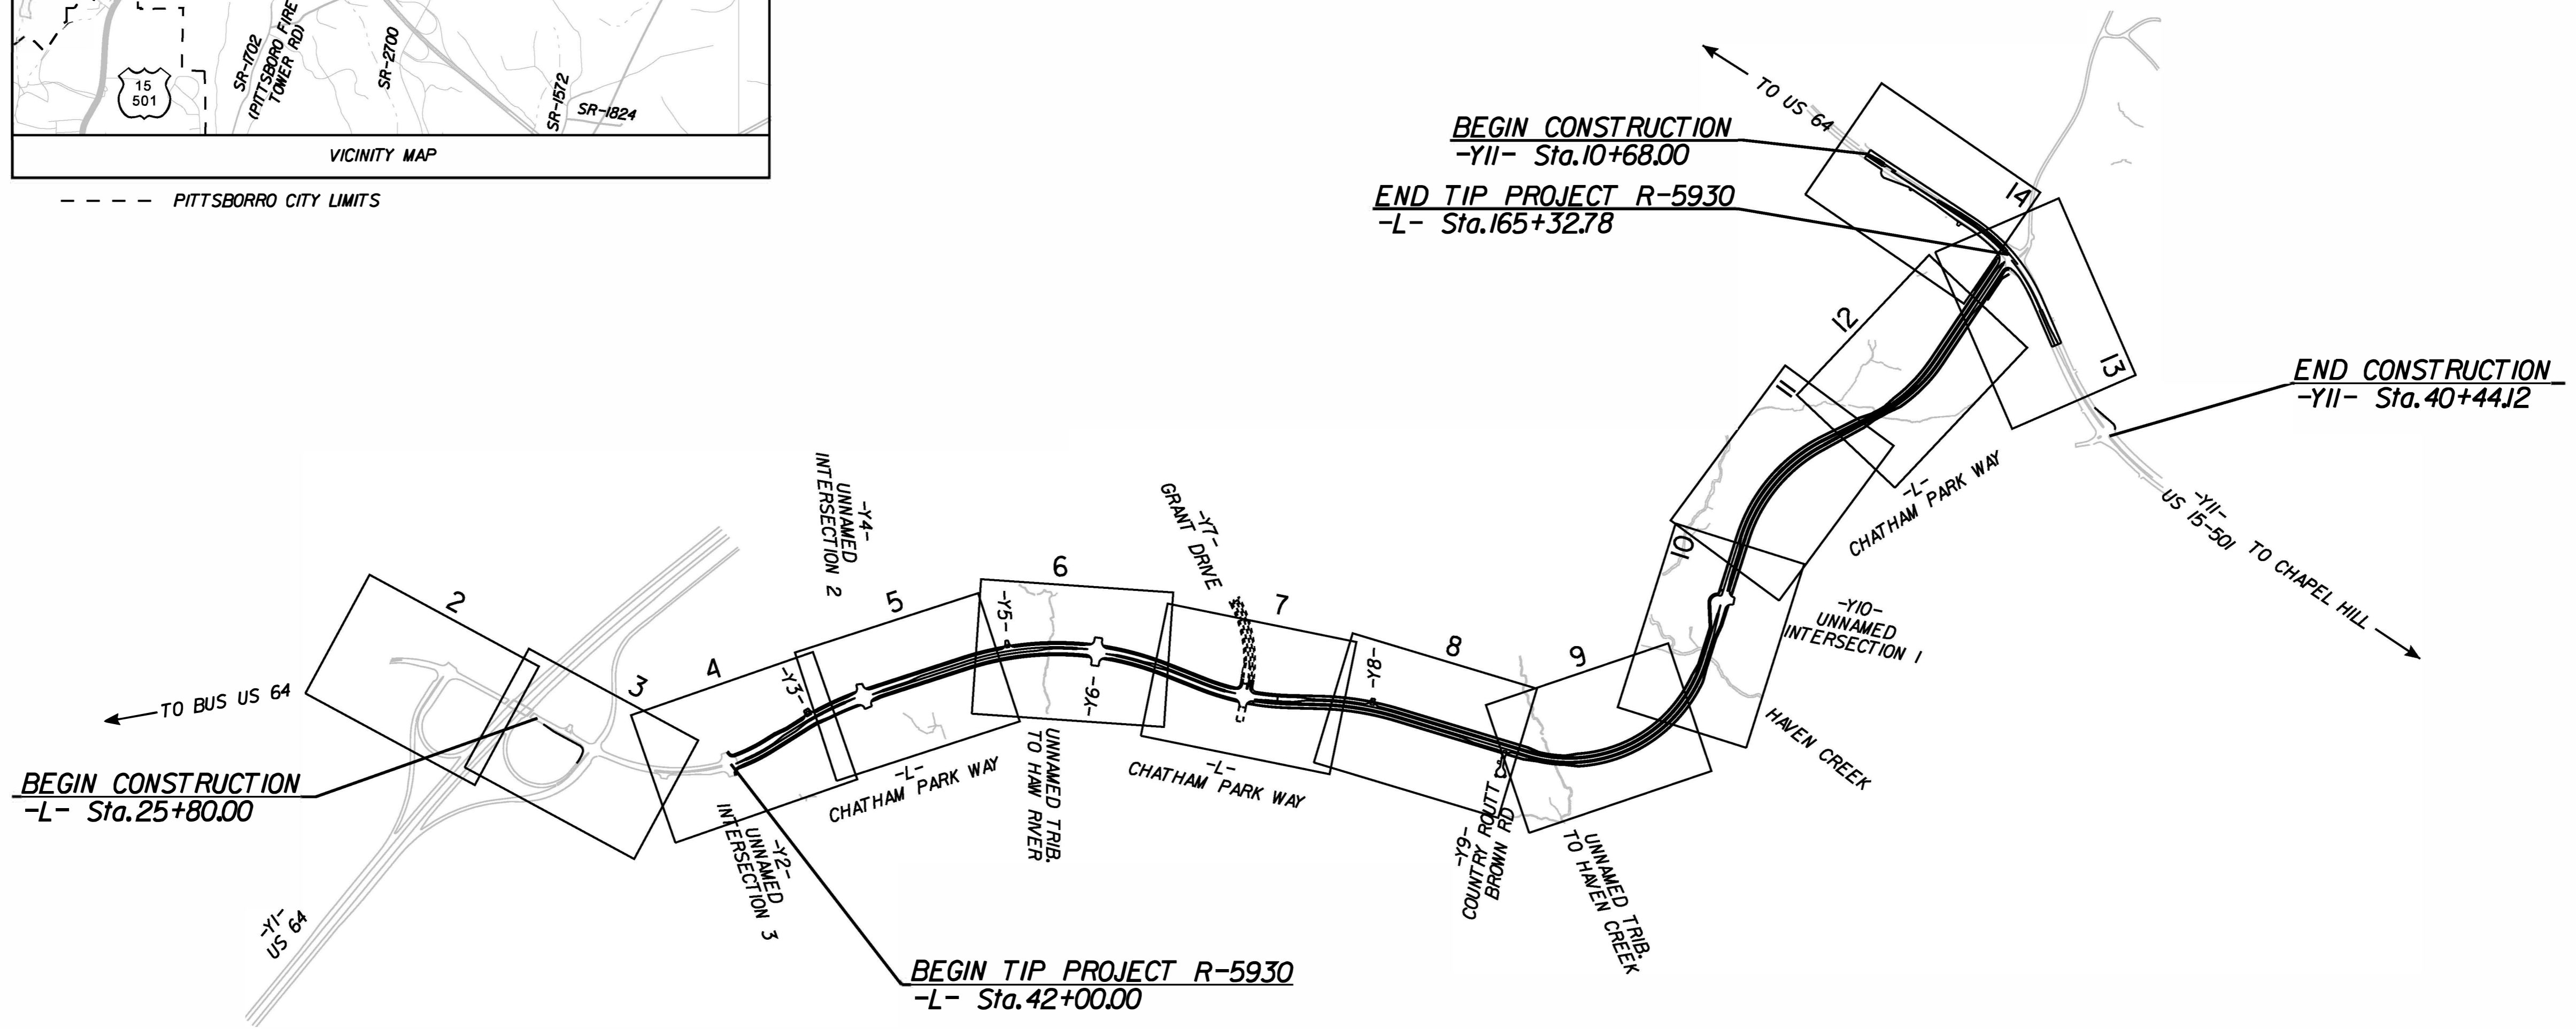 SR-1702
(PITTSBORO FIRE
TOWER RD)
SR-2700
SR-1572
SR-1824
15
501
VICINITY MAP
PITTSBORRO CITY LIMITS
TO US 64
BEGIN CONSTRUCTION
-Y11- Sta.10+68.00
END TIP PROJECT R-5930
-L- Sta.165+32.78
14
12
13
11
END CONSTRUCTION
-Y11- Sta.40+44.12
-L-
CHATHAM PARK WAY
-Y11-
US 15-501
TO CHAPEL HILL
10
-Y10-
UNNAMED
INTERSECTION 1
HAVEN CREEK
-Y4-
UNNAMED
INTERSECTION 2
-Y7-
GRANT DRIVE
2
3
4
5
6
7
8
9
-Y3-
-Y5-
-Y6-
-Y8-
TO BUS US 64
BEGIN CONSTRUCTION
-L- Sta.25+80.00
-L-
CHATHAM PARK WAY
UNNAMED TRIB.
TO HAW RIVER
-L-
CHATHAM PARK WAY
-Y9-
COUNTRY ROUTT
BROWN RD
UNNAMED TRIB.
TO HAVEN CREEK
-Y2-
UNNAMED
INTERSECTION 3
-Y1-
US 64
BEGIN TIP PROJECT R-5930
-L- Sta.42+00.00